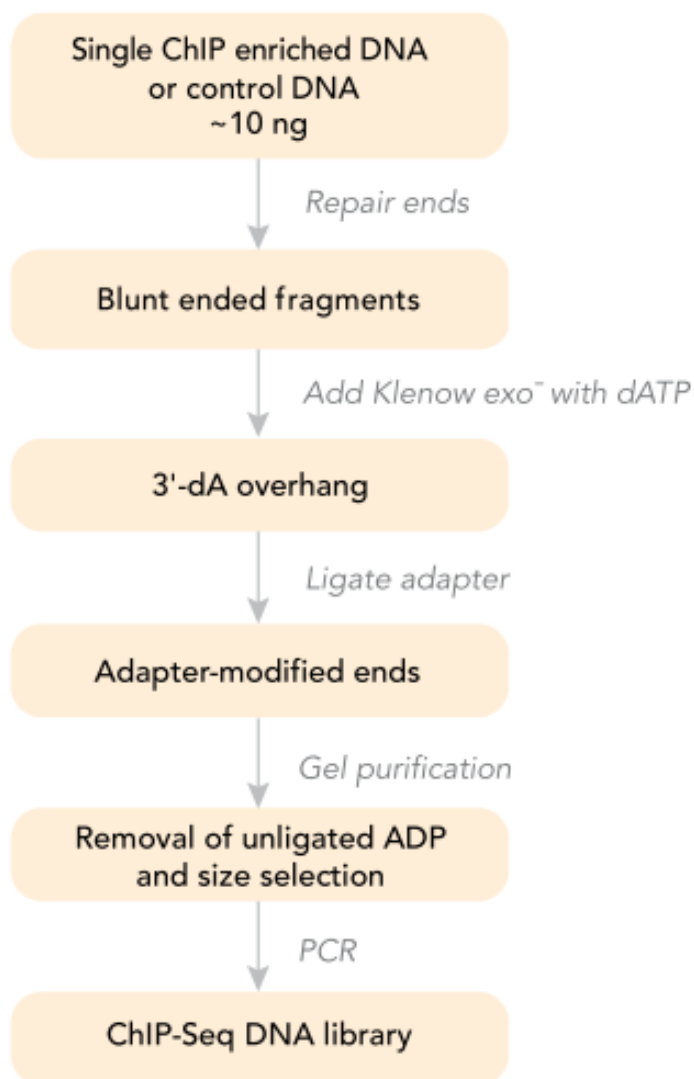 Single ChIP enriched DNA
or control DNA
~10 ng
Repair ends
Blunt ended fragments
Add Klenow exo⁻ with dATP
3'-dA overhang
Ligate adapter
Adapter-modified ends
Gel purification
Removal of unligated ADP
and size selection
PCR
ChIP-Seq DNA library